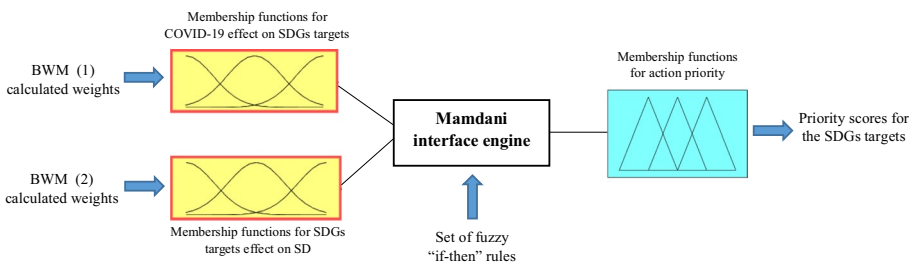 Membership functions for
COVID-19 effect on SDGs targets
BWM (1)
calculated weights
BWM (2)
calculated weights
Membership functions for SDGs
targets effect on SD
Mamdani
interface engine
Set of fuzzy
“if-then” rules
Membership functions
for action priority
Priority scores for
the SDGs targets